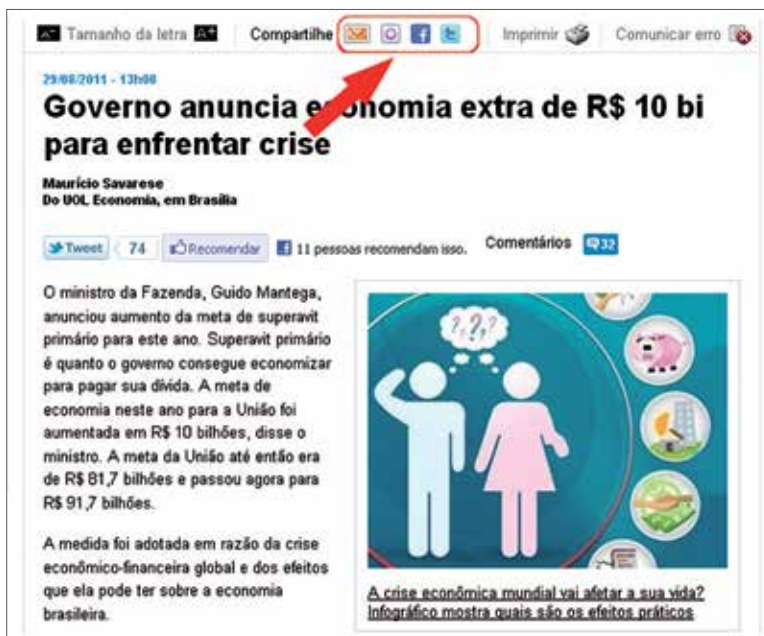 A- Tamanho da letra A+ Compartilhe f t Imprimir Comunicar erro
29/08/2011 - 13h08
Governo anuncia economia extra de R$ 10 bi
para enfrentar crise
Maurício Savarese
Do UOL Economia, em Brasília
Tweet 74 Recomendar f 11 pessoas recomendam isso. Comentários 32
O ministro da Fazenda, Guido Mantega,
anunciou aumento da meta de superavit
primário para este ano. Superavit primário
é quanto o governo consegue economizar
para pagar sua dívida. A meta de
economia neste ano para a União foi
aumentada em R$ 10 bilhões, disse o
ministro. A meta da União até então era
de R$ 81,7 bilhões e passou agora para
R$ 91,7 bilhões.
A medida foi adotada em razão da crise
econômico-financeira global e dos efeitos
que ela pode ter sobre a economia
brasileira.
???
A crise econômica mundial vai afetar a sua vida?
Infográfico mostra quais são os efeitos práticos